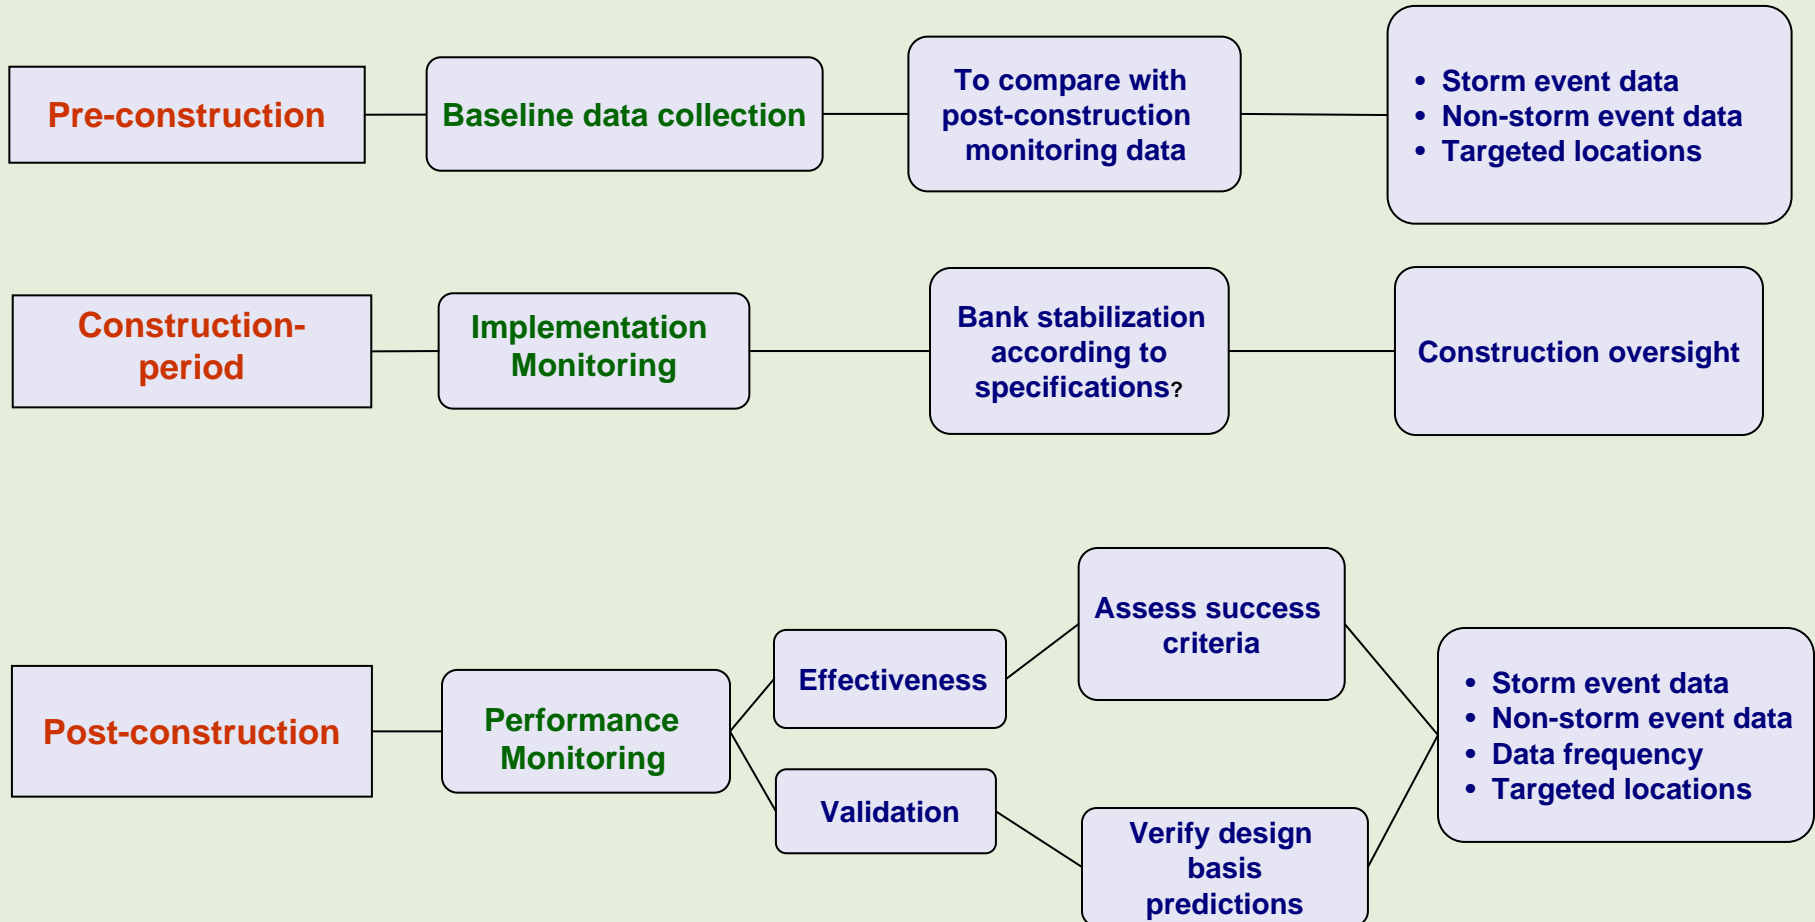 Pre-construction
Baseline data collection
To compare with
post-construction
monitoring data
• Storm event data
• Non-storm event data
• Targeted locations
Construction-
period
Implementation
Monitoring
Bank stabilization
according to
specifications?
Construction oversight
Post-construction
Performance
Monitoring
Effectiveness
Assess success
criteria
Validation
Verify design
basis
predictions
• Storm event data
• Non-storm event data
• Data frequency
• Targeted locations